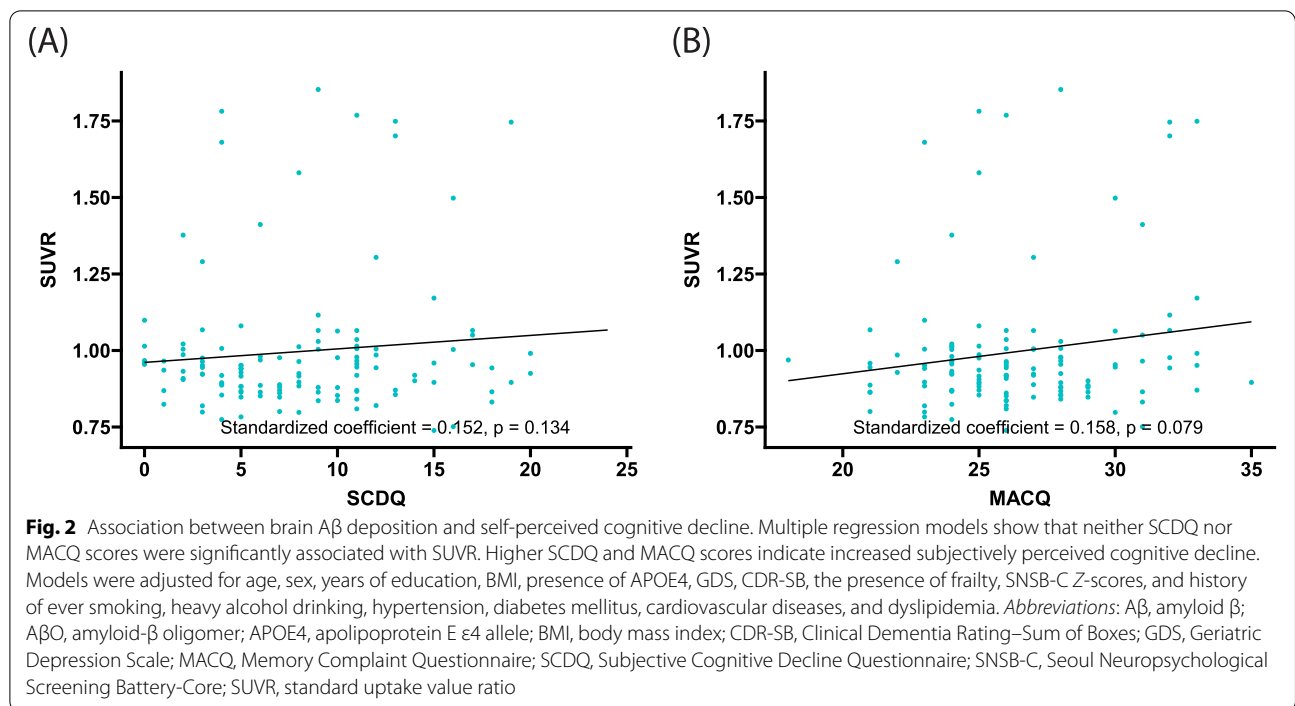 (A)
1.75
1.50
1.25
1.00
0.75
SUVR
Standardized coefficient = 0.152, p = 0.134
0 5 10 15 20 25
SCDQ
(B)
1.75
1.50
1.25
1.00
0.75
SUVR
Standardized coefficient = 0.158, p = 0.079
20 25 30 35
MACQ
Fig. 2 Association between brain Aβ deposition and self-perceived cognitive decline. Multiple regression models show that neither SCDQ nor
MACQ scores were significantly associated with SUVR. Higher SCDQ and MACQ scores indicate increased subjectively perceived cognitive decline.
Models were adjusted for age, sex, years of education, BMI, presence of APOE4, GDS, CDR-SB, the presence of frailty, SNSB-C Z-scores, and history
of ever smoking, heavy alcohol drinking, hypertension, diabetes mellitus, cardiovascular diseases, and dyslipidemia. Abbreviations: Aβ, amyloid β;
AβO, amyloid-β oligomer; APOE4, apolipoprotein E ε4 allele; BMI, body mass index; CDR-SB, Clinical Dementia Rating–Sum of Boxes; GDS, Geriatric
Depression Scale; MACQ, Memory Complaint Questionnaire; SCDQ, Subjective Cognitive Decline Questionnaire; SNSB-C, Seoul Neuropsychological
Screening Battery-Core; SUVR, standard uptake value ratio